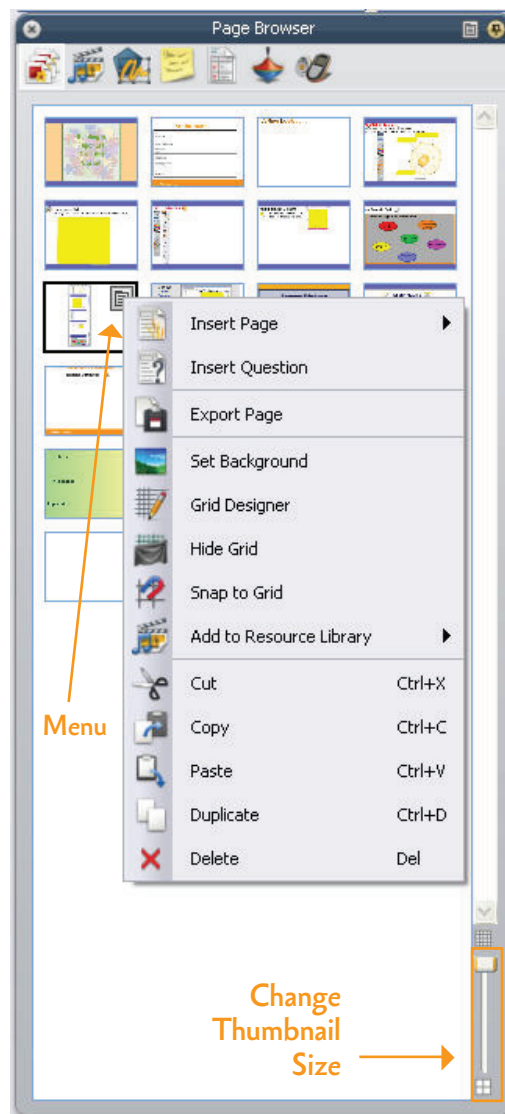 Page Browser
Insert Page
Insert Question
Export Page
Set Background
Grid Designer
Hide Grid
Snap to Grid
Add to Resource Library
Cut Ctrl+X
Copy Ctrl+C
Paste Ctrl+V
Duplicate Ctrl+D
Delete Del
Menu
Change
Thumbnail
Size